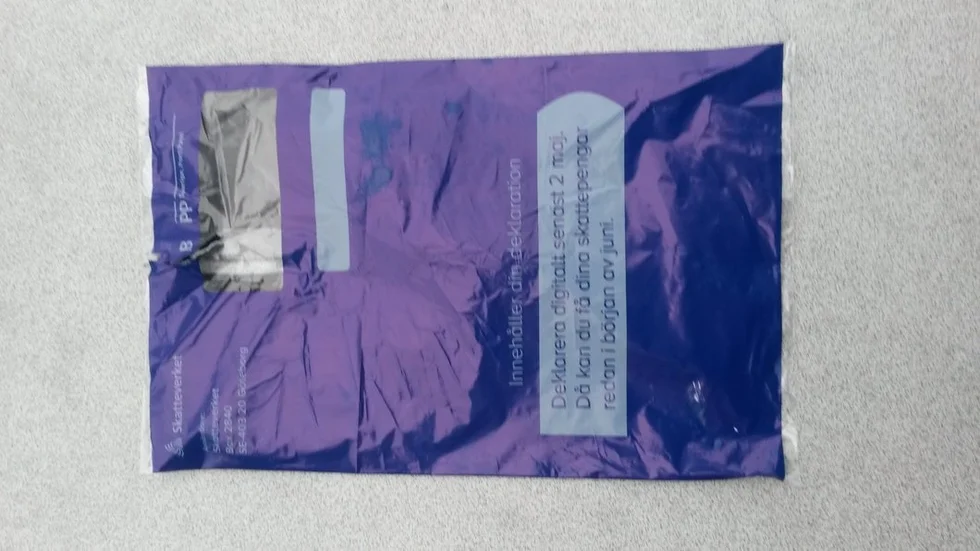 Skatteverket
B PP
Skatteverket
Box 2840
SE-403 20 Göteborg
Innehåller din deklaration
Deklarera digitalt senast 2 maj.
Då kan du få dina skattepengar
redan i början av juni.